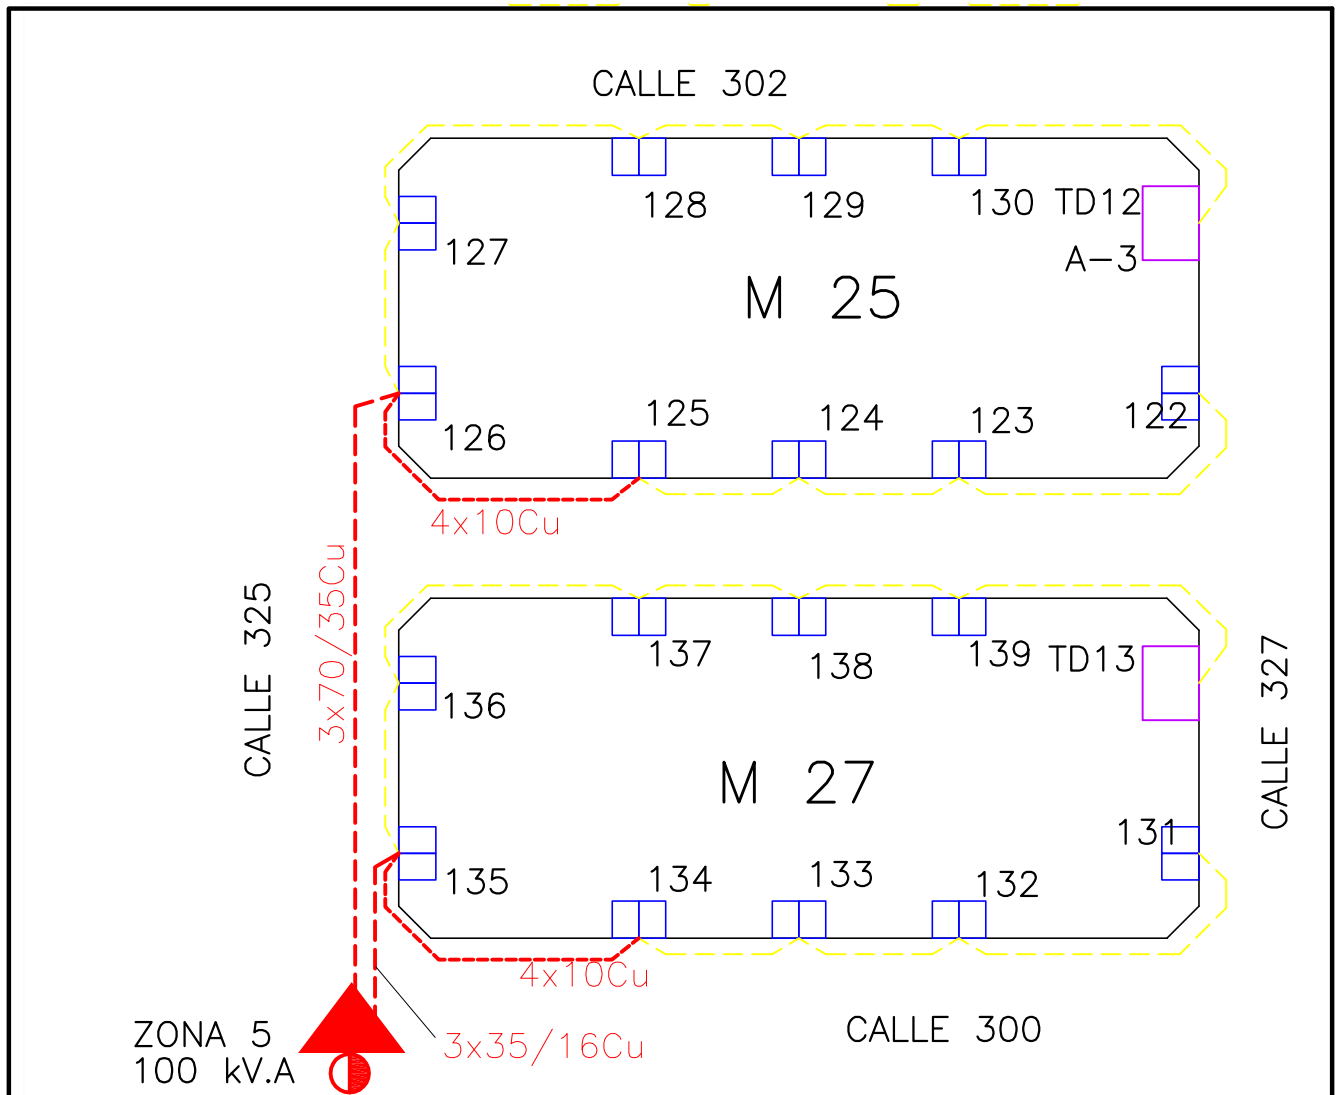 CALLE 302
128
129
130
TD12
127
A-3
M 25
125
124
123
122
126
4x10Cu
3x70/35Cu
CALLE 325
137
138
139
TD13
CALLE 327
136
M 27
131
135
134
133
132
4x10Cu
ZONA 5
100 kV.A
3x35/16Cu
CALLE 300